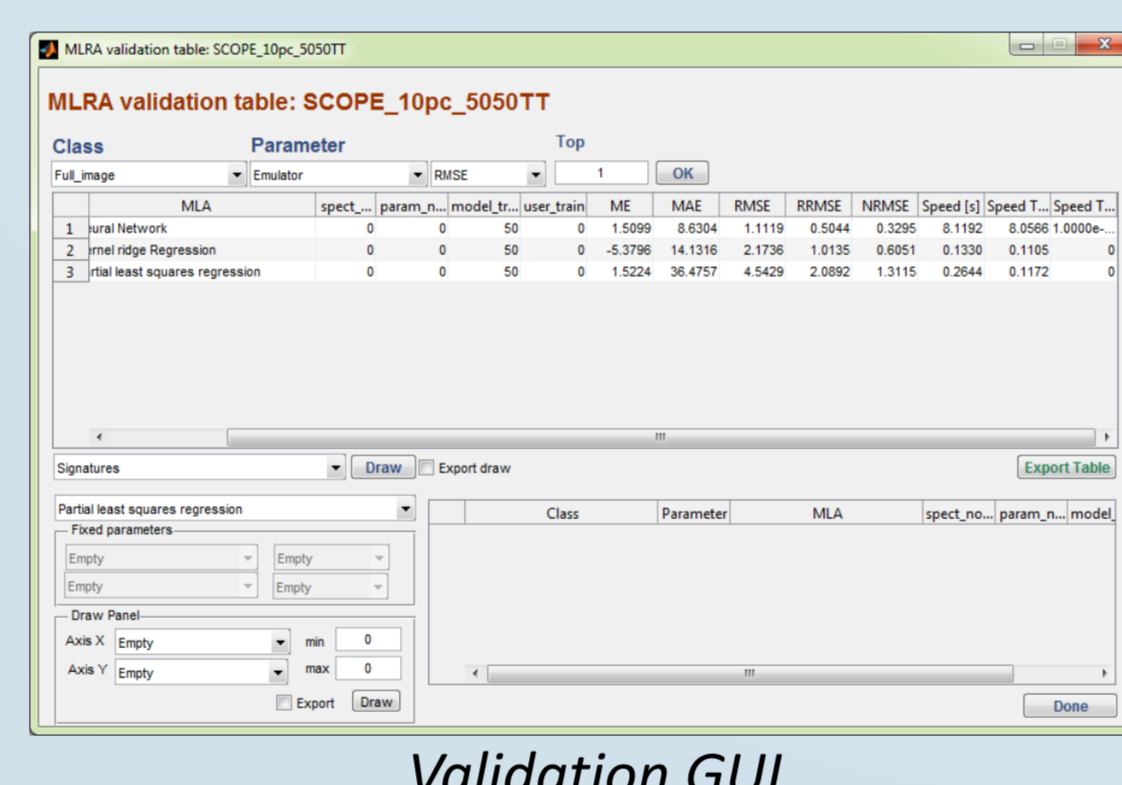 MLRA validation table: SCOPE_10pc_5050TT
MLRA validation table: SCOPE_10pc_5050TT
Class Parameter Top
Full_image Emulator RMSE 1 OK
MLA spect_... param_n... model_tr... user_train ME MAE RMSE RRMSE NRMSE Speed [s] Speed T... Speed T...
1 eural Network 0 0 50 0 1.5099 8.6304 1.1119 0.5044 0.3295 8.1192 8.0566 1.0000e-...
2 ernel ridge Regression 0 0 50 0 -5.3796 14.1316 2.1736 1.0135 0.6051 0.1330 0.1105 0
3 rtial least squares regression 0 0 50 0 1.5224 36.4757 4.5429 2.0892 1.3115 0.2644 0.1172 0
Signatures Draw Export draw Export Table
Partial least squares regression
Class Parameter MLA spect_no... param_n... model_
Fixed parameters
Empty Empty
Empty Empty
Draw Panel
Axis X Empty min 0
Axis Y Empty max 0
Export Draw
Done
Validation GUI